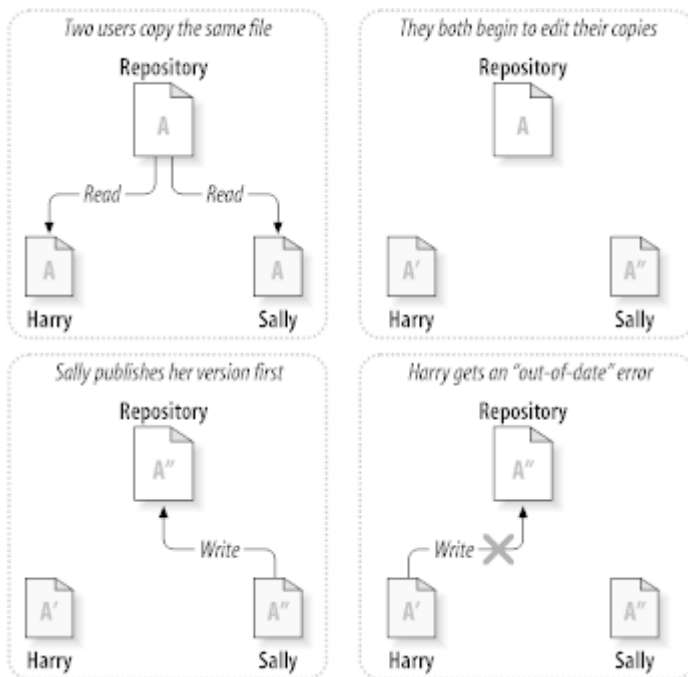 Two users copy the same file
Repository
A
Read
Read
A
A
Harry
Sally
They both begin to edit their copies
Repository
A
A′
A″
Harry
Sally
Sally publishes her version first
Repository
A″
Write
A′
A″
Harry
Sally
Harry gets an “out-of-date” error
Repository
A″
Write
A′
A″
Harry
Sally